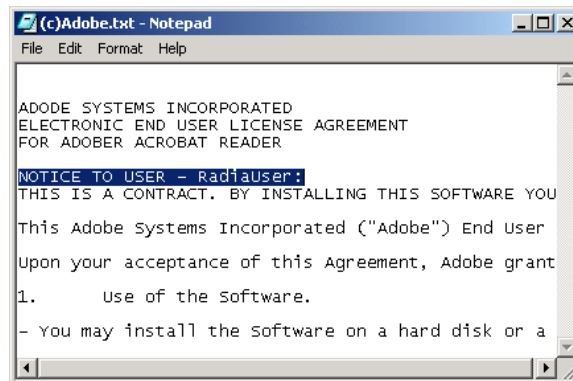 (c)Adobe.txt - Notepad
File Edit Format Help
ADODE SYSTEMS INCORPORATED
ELECTRONIC END USER LICENSE AGREEMENT
FOR ADOBER ACROBAT READER
NOTICE TO USER - RadiaUser:
THIS IS A CONTRACT. BY INSTALLING THIS SOFTWARE YOU
This Adobe Systems Incorporated ("Adobe") End User
Upon your acceptance of this Agreement, Adobe grant
1. Use of the Software.
- You may install the Software on a hard disk or a